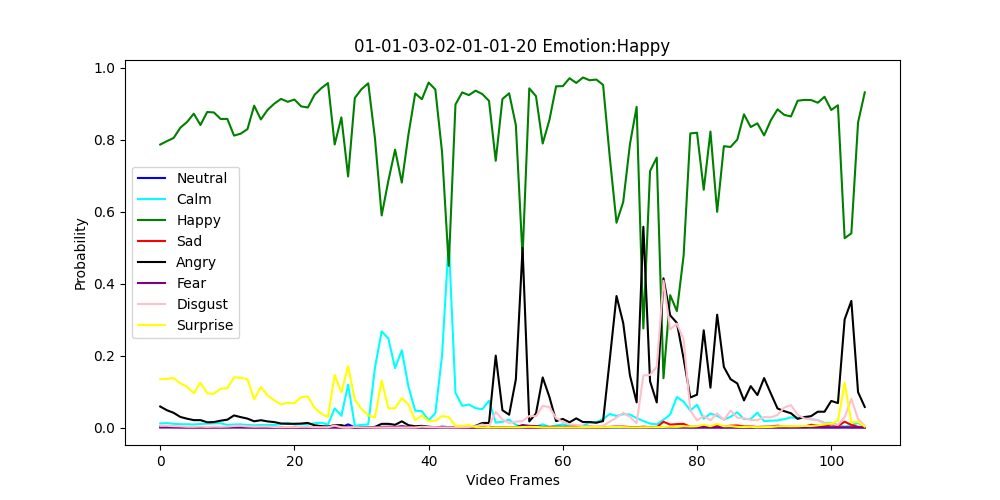 01-01-03-02-01-01-20 Emotion:Happy
1.0
0.8
0.6
0.4
0.2
0.0
Probability
Neutral
Calm
Happy
Sad
Angry
Fear
Disgust
Surprise
0 20 40 60 80 100
Video Frames